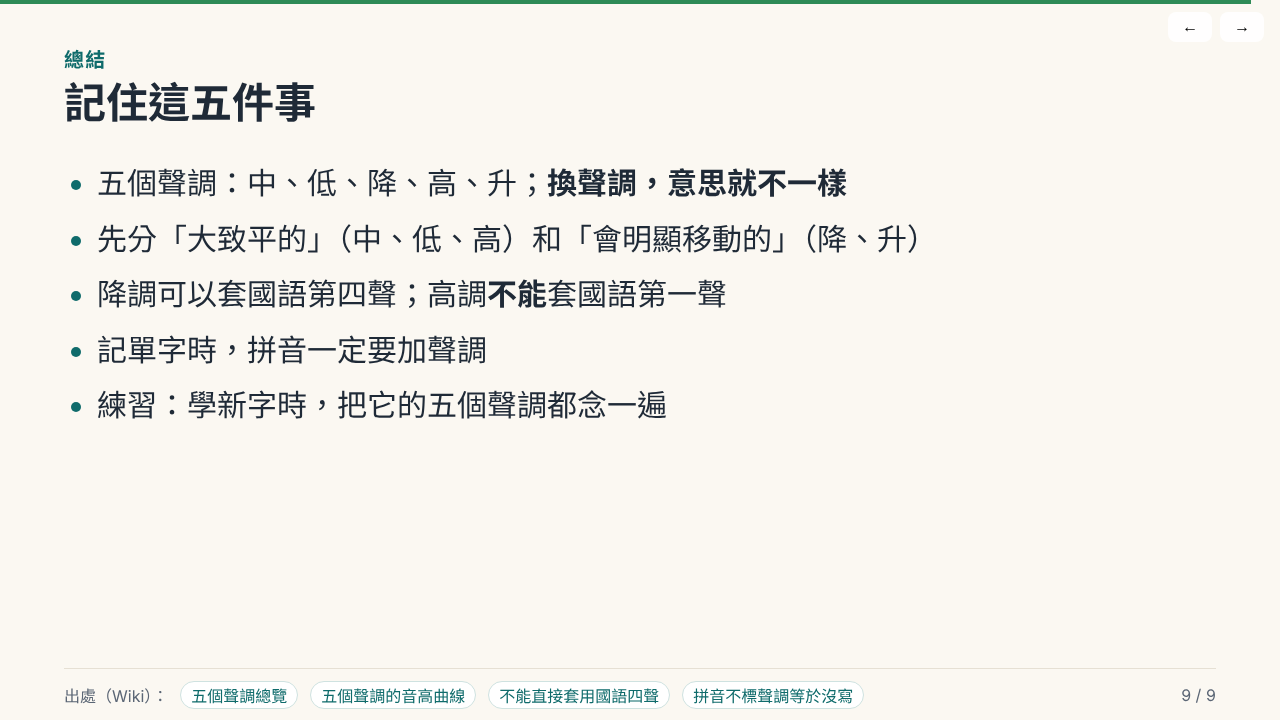 ← →
總結
記住這五件事
• 五個聲調：中、低、降、高、升；換聲調，意思就不一樣
• 先分「大致平的」（中、低、高）和「會明顯移動的」（降、升）
• 降調可以套國語第四聲；高調不能套國語第一聲
• 記單字時，拼音一定要加聲調
• 練習：學新字時，把它的五個聲調都念一遍
出處（Wiki）： 五個聲調總覽 五個聲調的音高曲線 不能直接套用國語四聲 拼音不標聲調等於沒寫 9 / 9